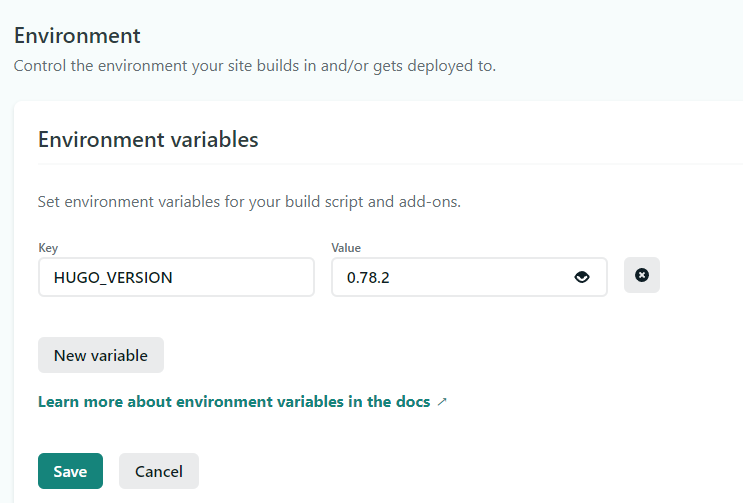 Environment
Control the environment your site builds in and/or gets deployed to.
Environment variables
Set environment variables for your build script and add-ons.
Key Value
HUGO_VERSION 0.78.2
New variable
Learn more about environment variables in the docs ↗
Save Cancel